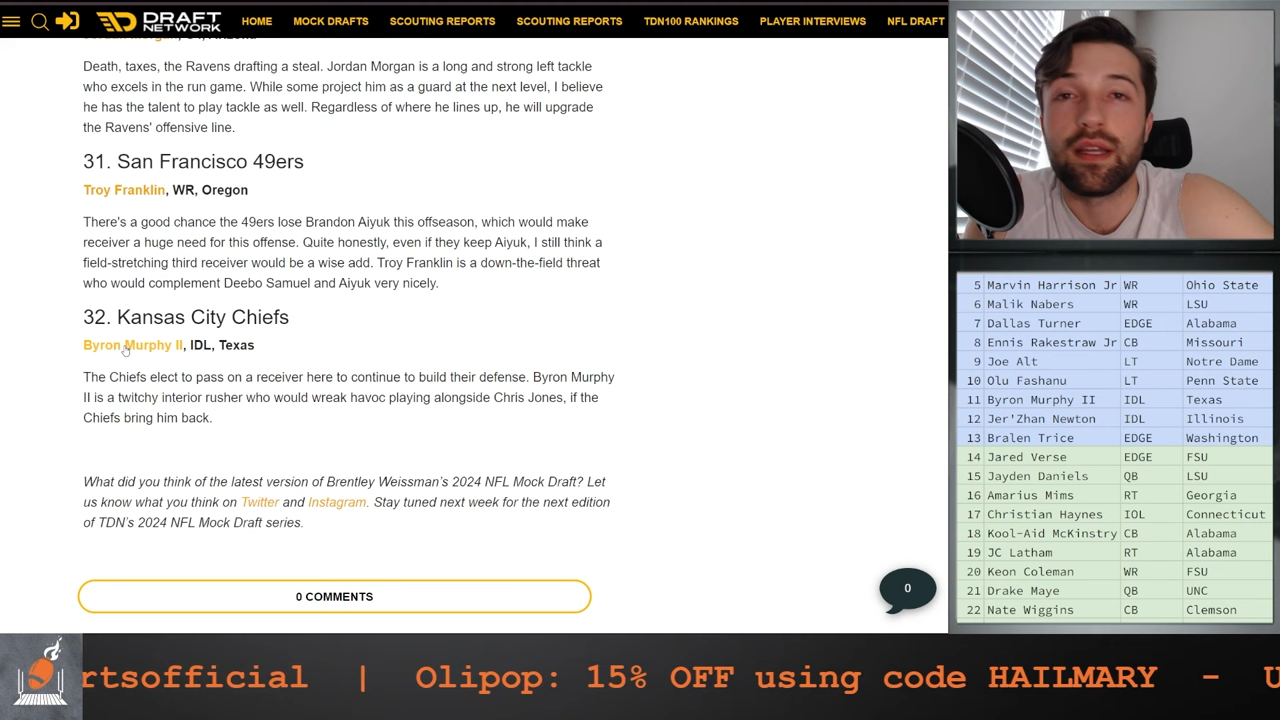 DRAFT
NETWORK
HOME MOCK DRAFTS SCOUTING REPORTS SCOUTING REPORTS TDN100 RANKINGS PLAYER INTERVIEWS NFL DRAFT
Death, taxes, the Ravens drafting a steal. Jordan Morgan is a long and strong left tackle
who excels in the run game. While some project him as a guard at the next level, I believe
he has the talent to play tackle as well. Regardless of where he lines up, he will upgrade
the Ravens' offensive line.
31. San Francisco 49ers
Troy Franklin, WR, Oregon
There's a good chance the 49ers lose Brandon Aiyuk this offseason, which would make
receiver a huge need for this offense. Quite honestly, even if they keep Aiyuk, I still think a
field-stretching third receiver would be a wise add. Troy Franklin is a down-the-field threat
who would complement Deebo Samuel and Aiyuk very nicely.
32. Kansas City Chiefs
Byron Murphy II, IDL, Texas
The Chiefs elect to pass on a receiver here to continue to build their defense. Byron Murphy
II is a twitchy interior rusher who would wreak havoc playing alongside Chris Jones, if the
Chiefs bring him back.
What did you think of the latest version of Brentley Weissman's 2024 NFL Mock Draft? Let
us know what you think on Twitter and Instagram. Stay tuned next week for the next edition
of TDN's 2024 NFL Mock Draft series.
0 COMMENTS
0
5 Marvin Harrison Jr WR Ohio State
6 Malik Nabers WR LSU
7 Dallas Turner EDGE Alabama
8 Ennis Rakestraw Jr CB Missouri
9 Joe Alt LT Notre Dame
10 Olu Fashanu LT Penn State
11 Byron Murphy II IDL Texas
12 Jer'Zhan Newton IDL Illinois
13 Bralen Trice EDGE Washington
14 Jared Verse EDGE FSU
15 Jayden Daniels QB LSU
16 Amarius Mims RT Georgia
17 Christian Haynes IOL Connecticut
18 Kool-Aid McKinstry CB Alabama
19 JC Latham RT Alabama
20 Keon Coleman WR FSU
21 Drake Maye QB UNC
22 Nate Wiggins CB Clemson
rtsofficial | Olipop: 15% OFF using code HAILMARY - U